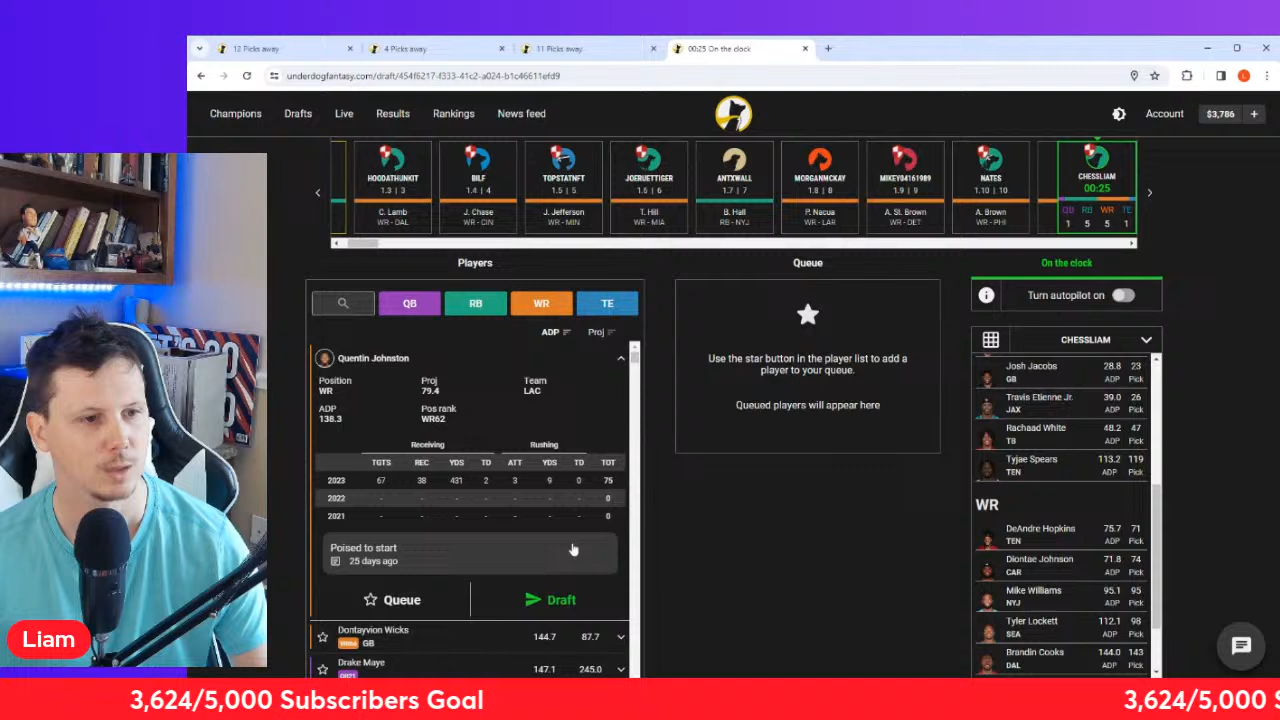 12 Picks away
4 Picks away
11 Picks away
00:25 On the clock
underdogfantasy.com/draft/454f6217-f333-41c2-a024-b1c46611efd9
Champions Drafts Live Results Rankings News feed
Account $3,786
HOODATHUNKIT
1.3 | 3
C. Lamb
WR - DAL
BILF
1.4 | 4
J. Chase
WR - CIN
TOPSTATNFT
1.5 | 5
J. Jefferson
WR - MIN
JOERUETTIGER
1.6 | 6
T. Hill
WR - MIA
ANTXWALL
1.7 | 7
B. Hall
RB - NYJ
MORGANMCKAY
1.8 | 8
P. Nacua
WR - LAR
MIKEY04161989
1.9 | 9
A. St. Brown
WR - DET
NATES
1.10 | 10
A. Brown
WR - PHI
CHESSLIAM
00:25
QB RB WR TE
1 5 5 1
Players
QB RB WR TE
ADP Proj
Quentin Johnston
Position Proj Team
WR 79.4 LAC
ADP Pos rank
138.3 WR62
Receiving Rushing
TGTS REC YDS TD ATT YDS TD TOT
2023 67 38 431 2 3 9 0 75
2022 - - - - - - - 0
2021 - - - - - - - 0
Poised to start
25 days ago
Queue Draft
Dontayvion Wicks
GB 144.7 87.7
Drake Maye
147.1 245.0
Queue
Use the star button in the player list to add a
player to your queue.
Queued players will appear here
On the clock
Turn autopilot on
CHESSLIAM
Josh Jacobs 28.8 23
GB ADP Pick
Travis Etienne Jr. 39.0 26
JAX ADP Pick
Rachaad White 48.2 47
TB ADP Pick
Tyjae Spears 113.2 119
TEN ADP Pick
WR
DeAndre Hopkins 75.7 71
TEN ADP Pick
Diontae Johnson 71.8 74
CAR ADP Pick
Mike Williams 95.1 95
NYJ ADP Pick
Tyler Lockett 112.1 98
SEA ADP Pick
Brandin Cooks 144.0 143
DAL ADP Pick
Liam
3,624/5,000 Subscribers Goal
3,624/5,000 S